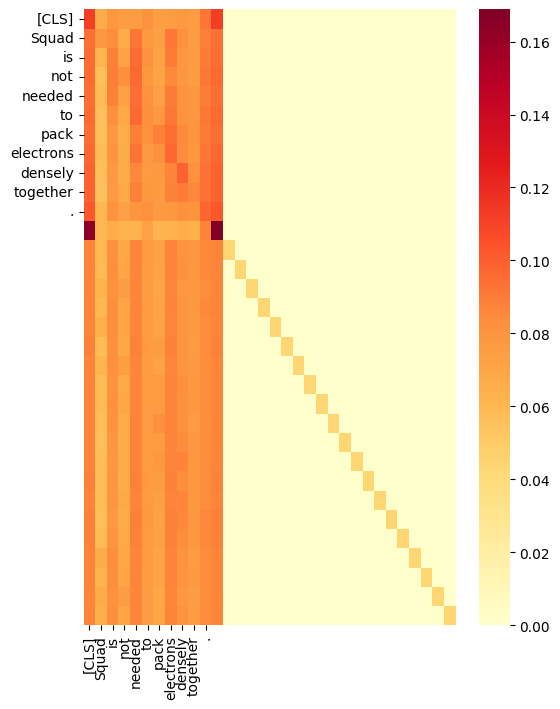 [CLS]
Squad
is
not
needed
to
pack
electrons
densely
together
.
0.16
0.14
0.12
0.10
0.08
0.06
0.04
0.02
0.00
[CLS]
Squad
is
not
needed
to
pack
electrons
densely
together
.